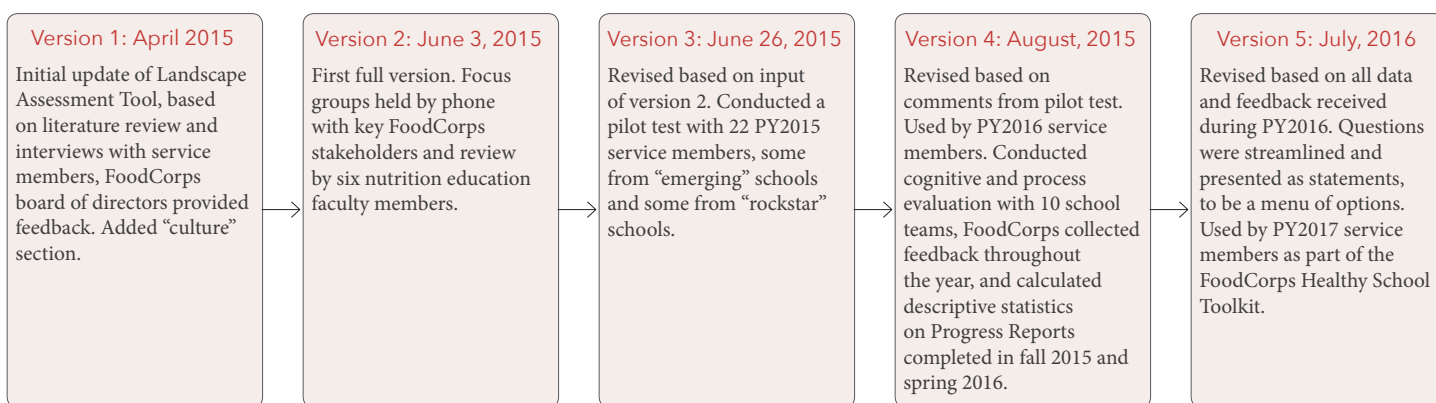 Version 1: April 2015
Initial update of Landscape
Assessment Tool, based
on literature review and
interviews with service
members, FoodCorps
board of directors provided
feedback. Added “culture”
section.
Version 2: June 3, 2015
First full version. Focus
groups held by phone
with key FoodCorps
stakeholders and review
by six nutrition education
faculty members.
Version 3: June 26, 2015
Revised based on input
of version 2. Conducted a
pilot test with 22 PY2015
service members, some
from “emerging” schools
and some from “rockstar”
schools.
Version 4: August, 2015
Revised based on
comments from pilot test.
Used by PY2016 service
members. Conducted
cognitive and process
evaluation with 10 school
teams, FoodCorps collected
feedback throughout
the year, and calculated
descriptive statistics
on Progress Reports
completed in fall 2015 and
spring 2016.
Version 5: July, 2016
Revised based on all data
and feedback received
during PY2016. Questions
were streamlined and
presented as statements,
to be a menu of options.
Used by PY2017 service
members as part of the
FoodCorps Healthy School
Toolkit.